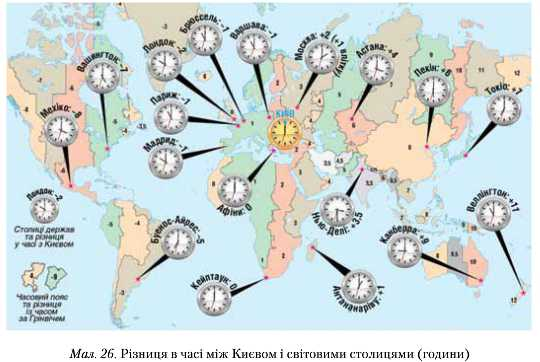 Вашингтон: -7
Лондон: -2
Брюссель: -1
Варшава: -1
Москва: +2 (+1 влітку)
Астана: +4
Пекін: +6
Токіо: +7
Мехіко: -8
Париж: -1
КИЇВ
Мадрид: -1
Афіни: 0
Нью-Делі: +3,5
Веллінгтон: +11
Лондон: -2
Столиці держав
та різниця
у часі з Києвом
Буенос-Айрес: -5
Канберра: +9
Кейптаун: 0
Антананаріву: +1
Часовий пояс
та різниця
із часом
за Грінвічем
Мал. 26. Різниця в часі між Києвом і світовими столицями (години)